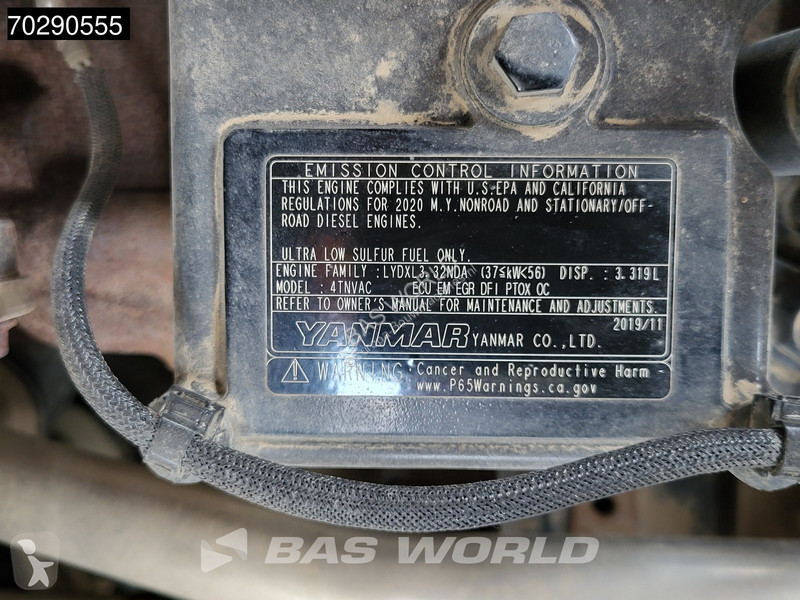 70290555
EMISSION CONTROL INFORMATION
THIS ENGINE COMPLIES WITH U.S.EPA AND CALIFORNIA
REGULATIONS FOR 2020 M.Y.NONROAD AND STATIONARY/OFF-
ROAD DIESEL ENGINES.
ULTRA LOW SULFUR FUEL ONLY.
ENGINE FAMILY : LYDXL3.32NDA (37≦kW<56) DISP. : 3.319L
MODEL : 4TNVAC ECU EM EGR DFI PTOX OC
REFER TO OWNER'S MANUAL FOR MAINTENANCE AND ADJUSTMENTS.
2019/11
YANMAR YANMAR CO.,LTD.
WARNING: Cancer and Reproductive Harm -
www.P65Warnings.ca.gov
BAS WORLD